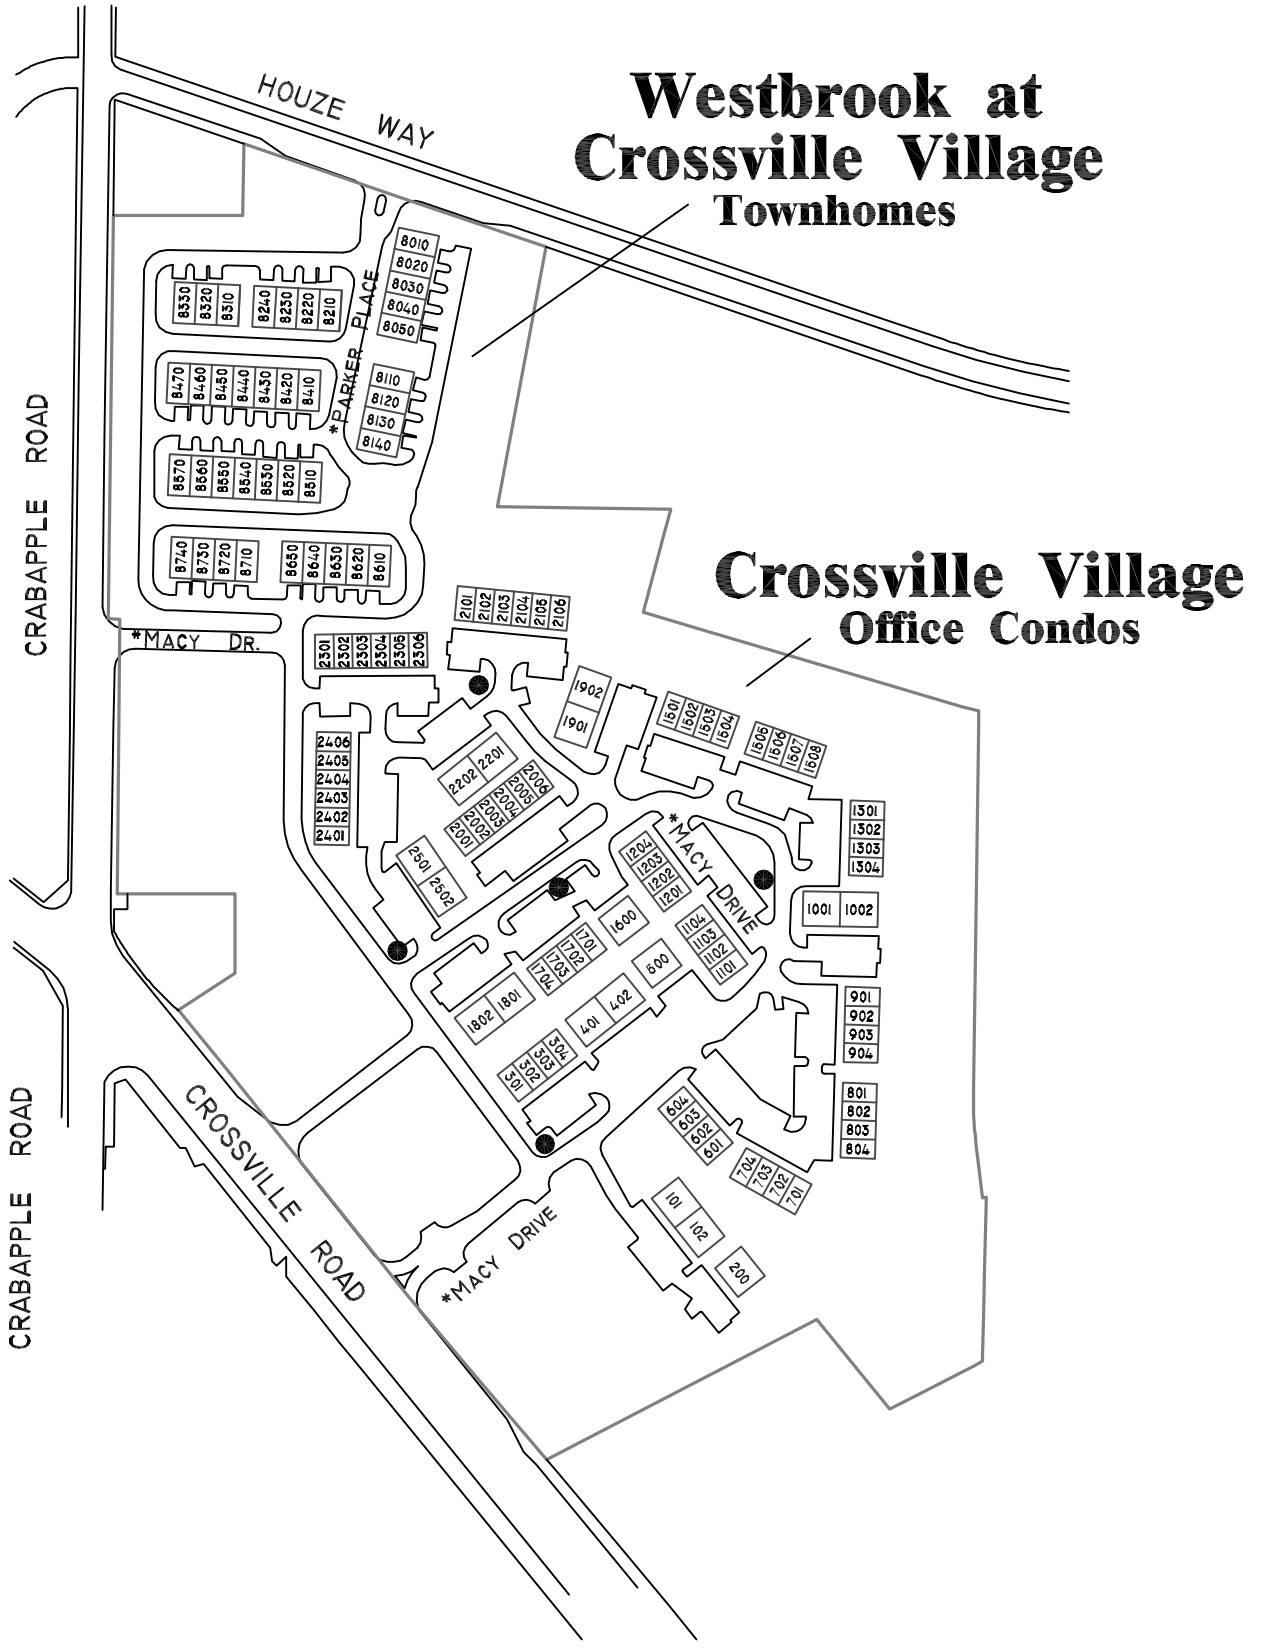 HOUZE WAY
Westbrook at
Crossville Village
Townhomes
8010
8020
8030
8040
8050
*PARKER PLACE
8330 8320 8310
8240 8230 8220 8210
8110
8120
8130
8140
8470 8460 8450 8440 8430 8420 8410
CRABAPPLE ROAD
8570 8560 8550 8540 8530 8520 8510
8740 8730 8720 8710
8650 8640 8630 8620 8610
Crossville Village
Office Condos
*MACY DR.
2101 2102 2103 2104 2105 2106
2301 2302 2303 2304 2305 2306
1902
1901
1501 1502 1503 1504
1505 1506 1507 1508
2406
2405
2404
2403
2402
2401
2202 2201
2001 2002 2003 2004 2005 2006
2501
2502
*MACY DRIVE
1301
1302
1303
1304
1204
1203
1202
1201
1001 1002
1104
1103
1102
1101
1600
1704 1703 1702 1701
500
1802 1801
401 402
301 302 303 304
901
902
903
904
801
802
803
804
604
603
602
601
704 703 702 701
101
102
200
CROSSVILLE ROAD
*MACY DRIVE
CRABAPPLE ROAD